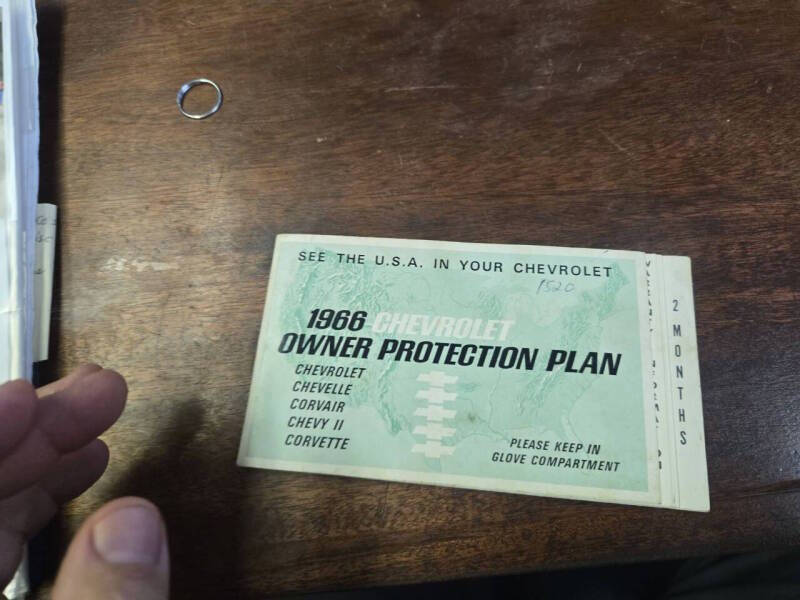 SEE THE U.S.A. IN YOUR CHEVROLET
1520
1966 CHEVROLET
OWNER PROTECTION PLAN
CHEVROLET
CHEVELLE
CORVAIR
CHEVY II
CORVETTE
PLEASE KEEP IN
GLOVE COMPARTMENT
2 MONTHS